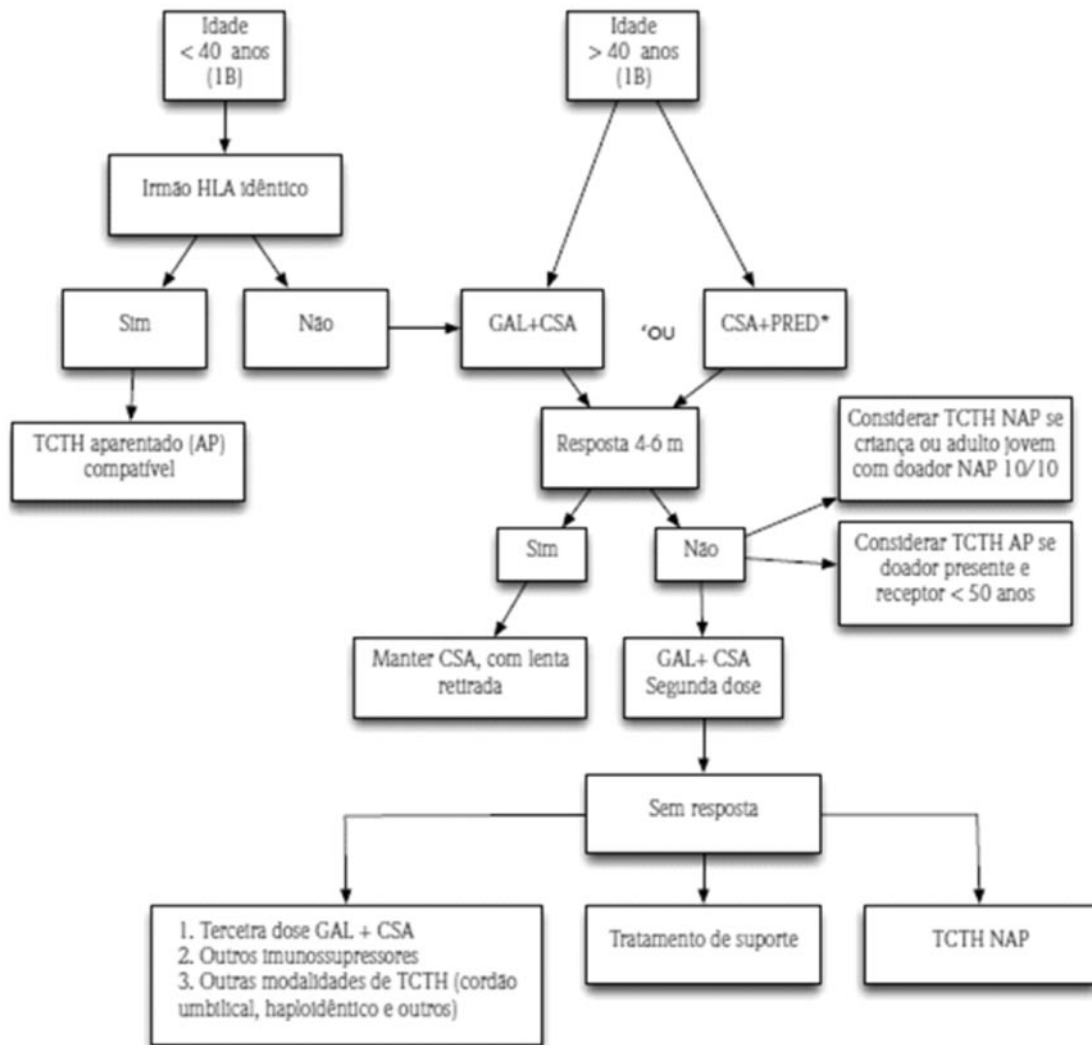 Idade
< 40 anos
(1B)
Idade
> 40 anos
(1B)
Irmão HLA idêntico
Sim
Não
GAL+CSA
'OU
CSA+PRED*
TCTH aparentado (AP)
compatível
Resposta 4-6 m
Considerar TCTH NAP se
criança ou adulto jovem
com doador NAP 10/10
Sim
Não
Considerar TCTH AP se
doador presente e
receptor < 50 anos
Manter CSA, com lenta
retirada
GAL+ CSA
Segunda dose
Sem resposta
1. Terceira dose GAL + CSA
2. Outros imunossupressores
3. Outras modalidades de TCTH (cordão
umbilical, haploidêntico e outros)
Tratamento de suporte
TCTH NAP